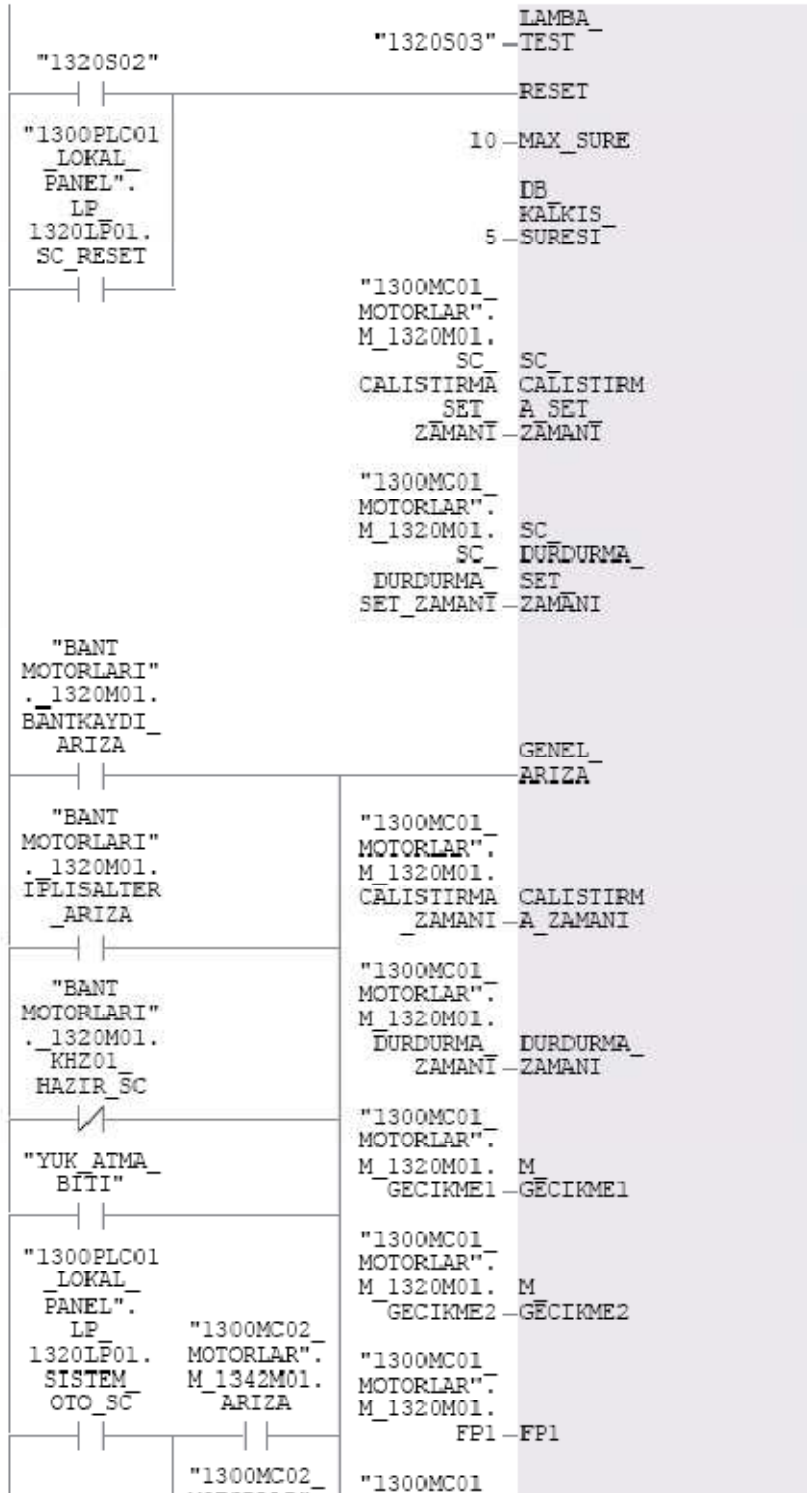 LAMBA_
"1320S03" TEST
"1320S02"
RESET
"1300PLC01
_LOKAL_
PANEL".
LP_
1320LP01.
SC_RESET
10 MAX_SURE
DB_
KALKIS_
5 SURESI
"1300MC01_
MOTORLAR".
M_1320M01.
SC_ SC_
CALISTIRMA CALISTIRM
_SET_ A_SET_
ZAMANI ZAMANI
"1300MC01_
MOTORLAR".
M_1320M01. SC_
SC_ DURDURMA_
DURDURMA_ SET_
SET_ZAMANI ZAMANI
"BANT
MOTORLARI"
._1320M01.
BANTKAYDI_
ARIZA
GENEL_
ARIZA
"BANT
MOTORLARI"
._1320M01.
IPLISALTER
_ARIZA
"1300MC01_
MOTORLAR".
M_1320M01.
CALISTIRMA CALISTIRM
_ZAMANI A_ZAMANI
"BANT
MOTORLARI"
._1320M01.
KHZ01_
HAZIR_SC
"1300MC01_
MOTORLAR".
M_1320M01.
DURDURMA_ DURDURMA_
ZAMANI ZAMANI
"YUK_ATMA_
BITI"
"1300MC01_
MOTORLAR".
M_1320M01. M_
GECIKME1 GECIKME1
"1300PLC01
_LOKAL_
PANEL".
LP_
1320LP01.
SISTEM_
OTO_SC
"1300MC02_
MOTORLAR".
M_1342M01.
ARIZA
"1300MC01_
MOTORLAR".
M_1320M01. M_
GECIKME2 GECIKME2
"1300MC01_
MOTORLAR".
M_1320M01.
FP1 FP1
"1300MC02_
"1300MC01